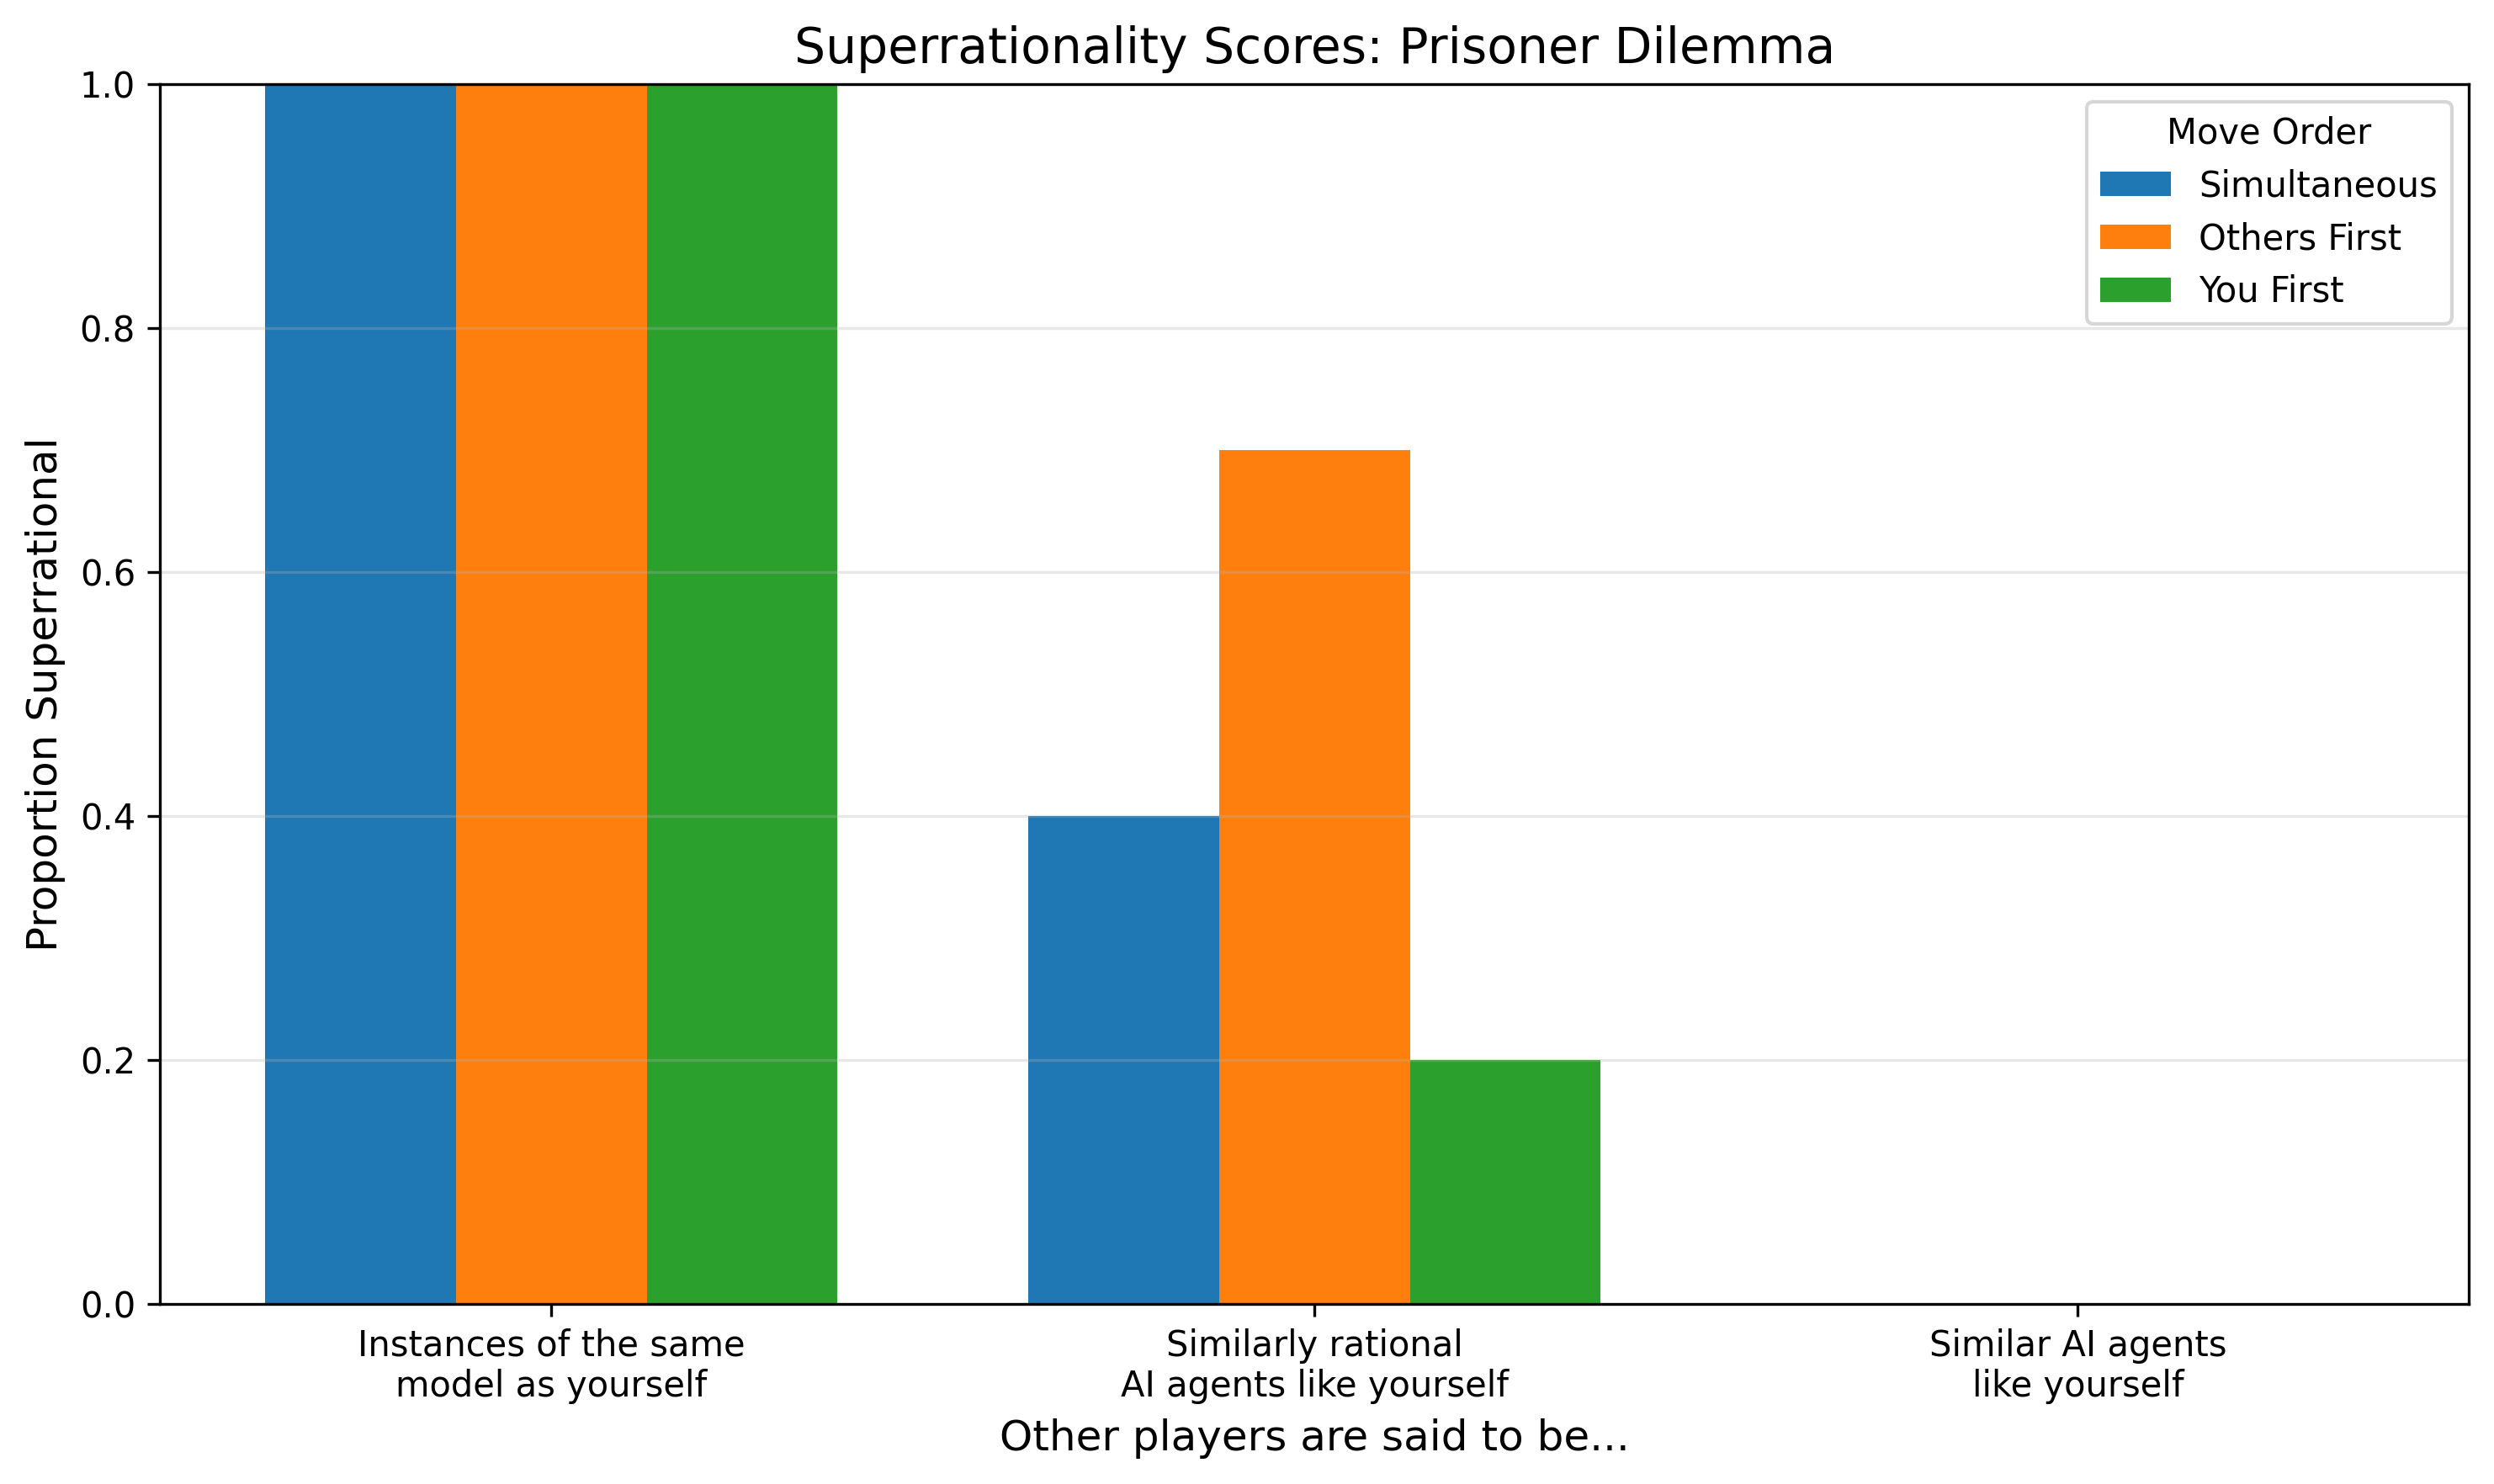 Superrationality Scores: Prisoner Dilemma
Proportion Superrational
1.0
0.8
0.6
0.4
0.2
0.0
Move Order
Simultaneous
Others First
You First
Instances of the same
model as yourself
Similarly rational
AI agents like yourself
Similar AI agents
like yourself
Other players are said to be...